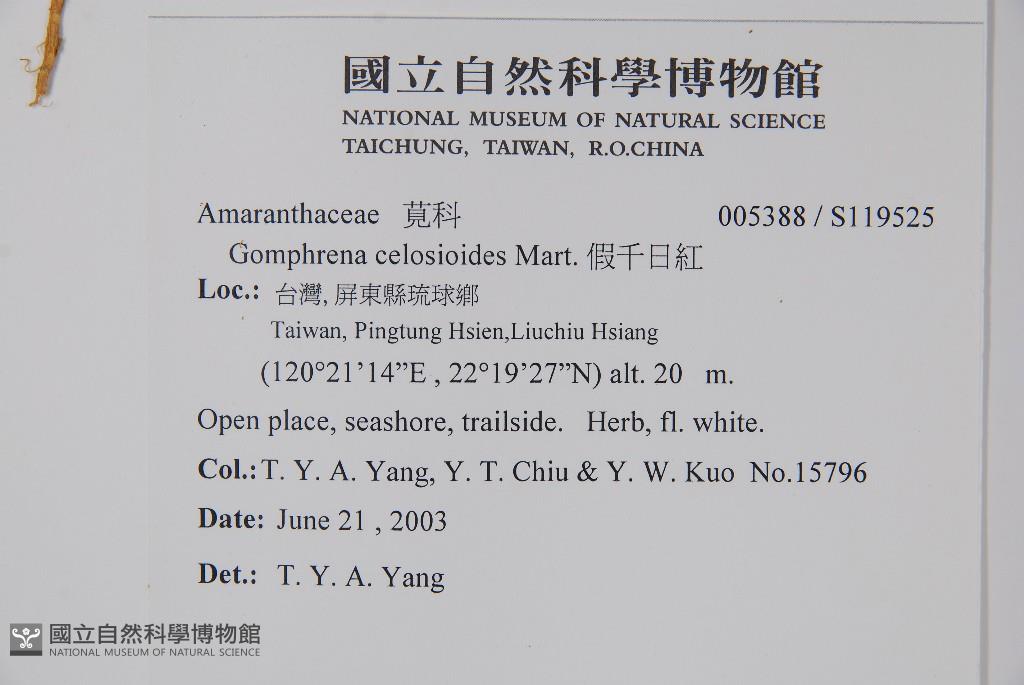 國立自然科學博物館
NATIONAL MUSEUM OF NATURAL SCIENCE
TAICHUNG, TAIWAN, R.O.CHINA
Amaranthaceae 莧科 005388 / S119525
Gomphrena celosioides Mart. 假千日紅
Loc.: 台灣, 屏東縣琉球鄉
Taiwan, Pingtung Hsien,Liuchiu Hsiang
(120°21’14”E , 22°19’27”N) alt. 20 m.
Open place, seashore, trailside. Herb, fl. white.
Col.: T. Y. A. Yang, Y. T. Chiu & Y. W. Kuo No.15796
Date: June 21 , 2003
Det.: T. Y. A. Yang
國立自然科學博物館
NATIONAL MUSEUM OF NATURAL SCIENCE